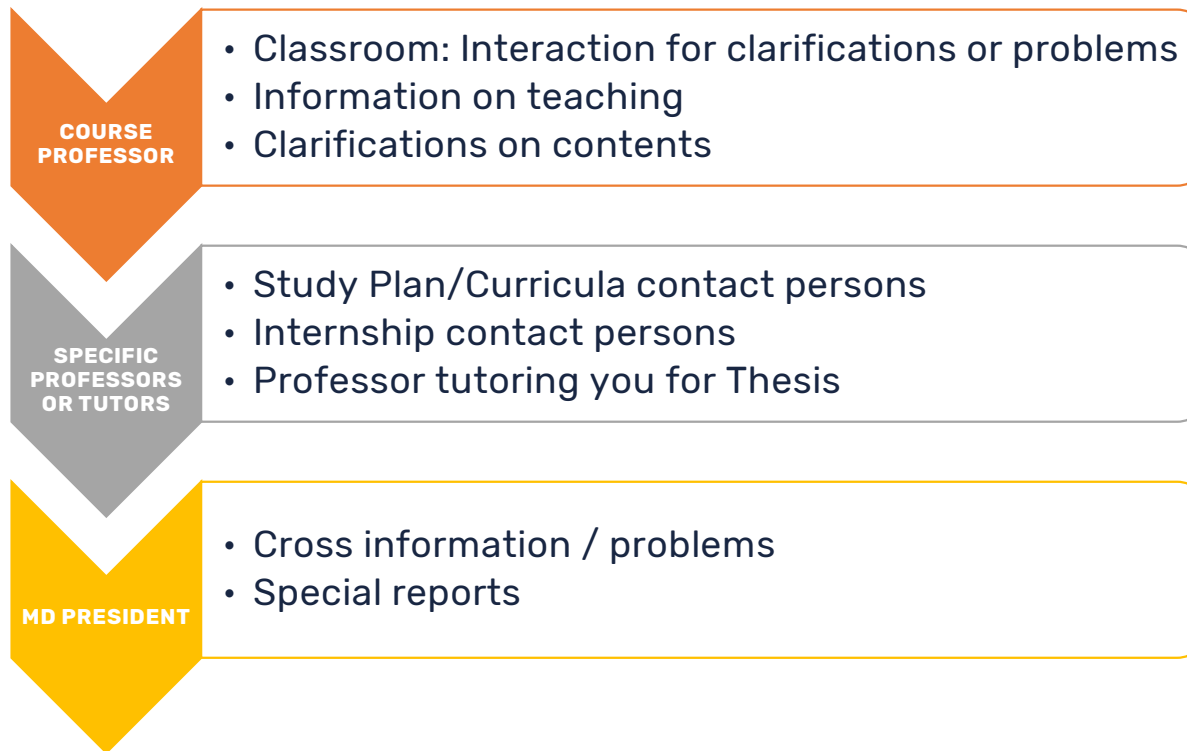 COURSE
PROFESSOR
• Classroom: Interaction for clarifications or problems
• Information on teaching
• Clarifications on contents
SPECIFIC
PROFESSORS
OR TUTORS
• Study Plan/Curricula contact persons
• Internship contact persons
• Professor tutoring you for Thesis
MD PRESIDENT
• Cross information / problems
• Special reports